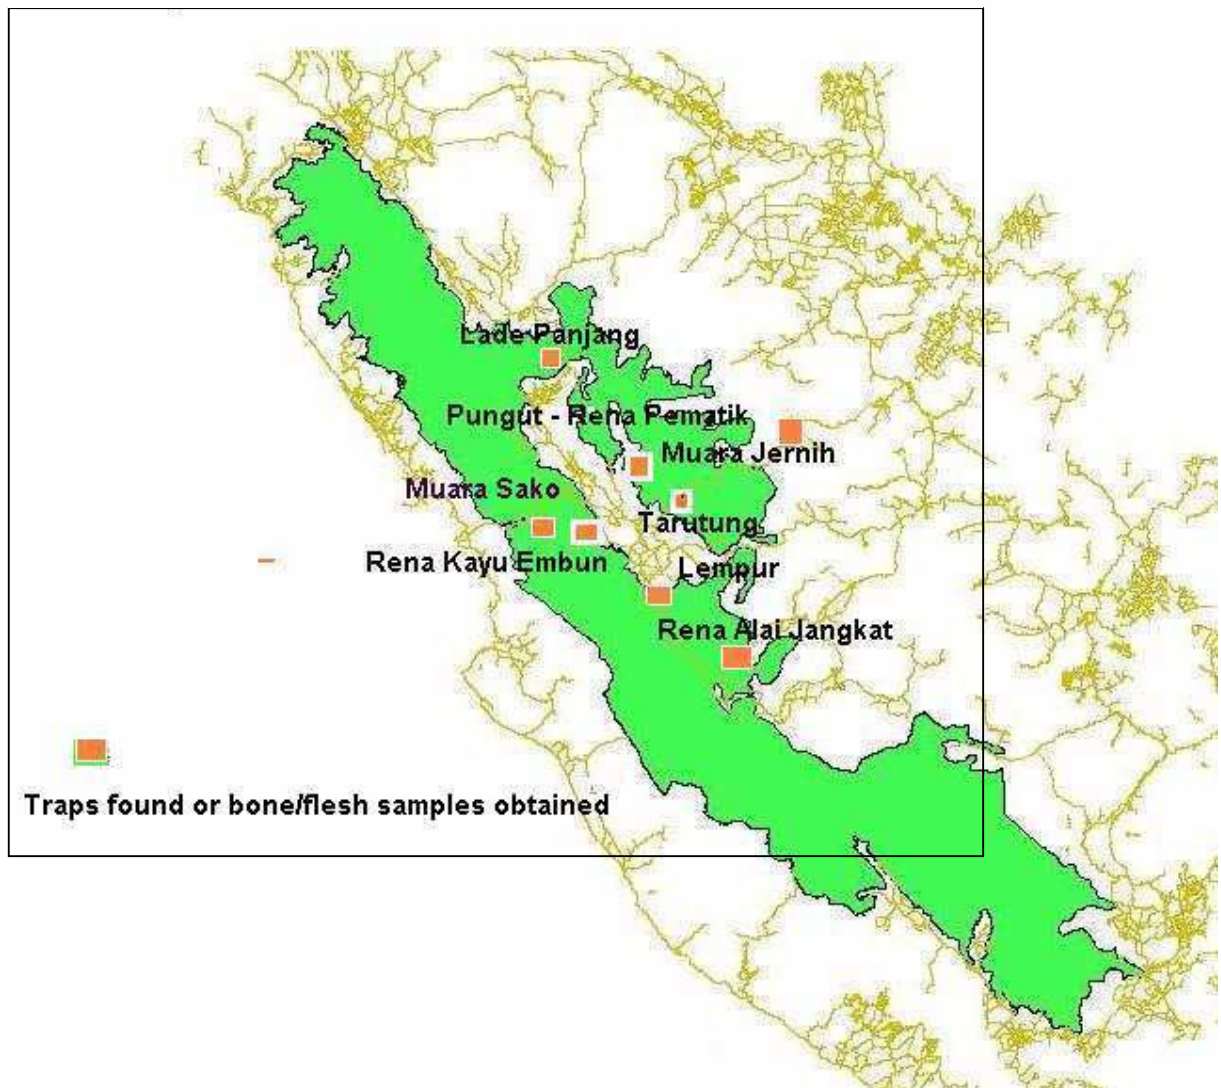 Lade Panjang
Pungut - Rena Pematik
Muara Jernih
Muara Sako
Tarutung
Rena Kayu Embun
Lempur
Rena Alai Jangkat
Traps found or bone/flesh samples obtained